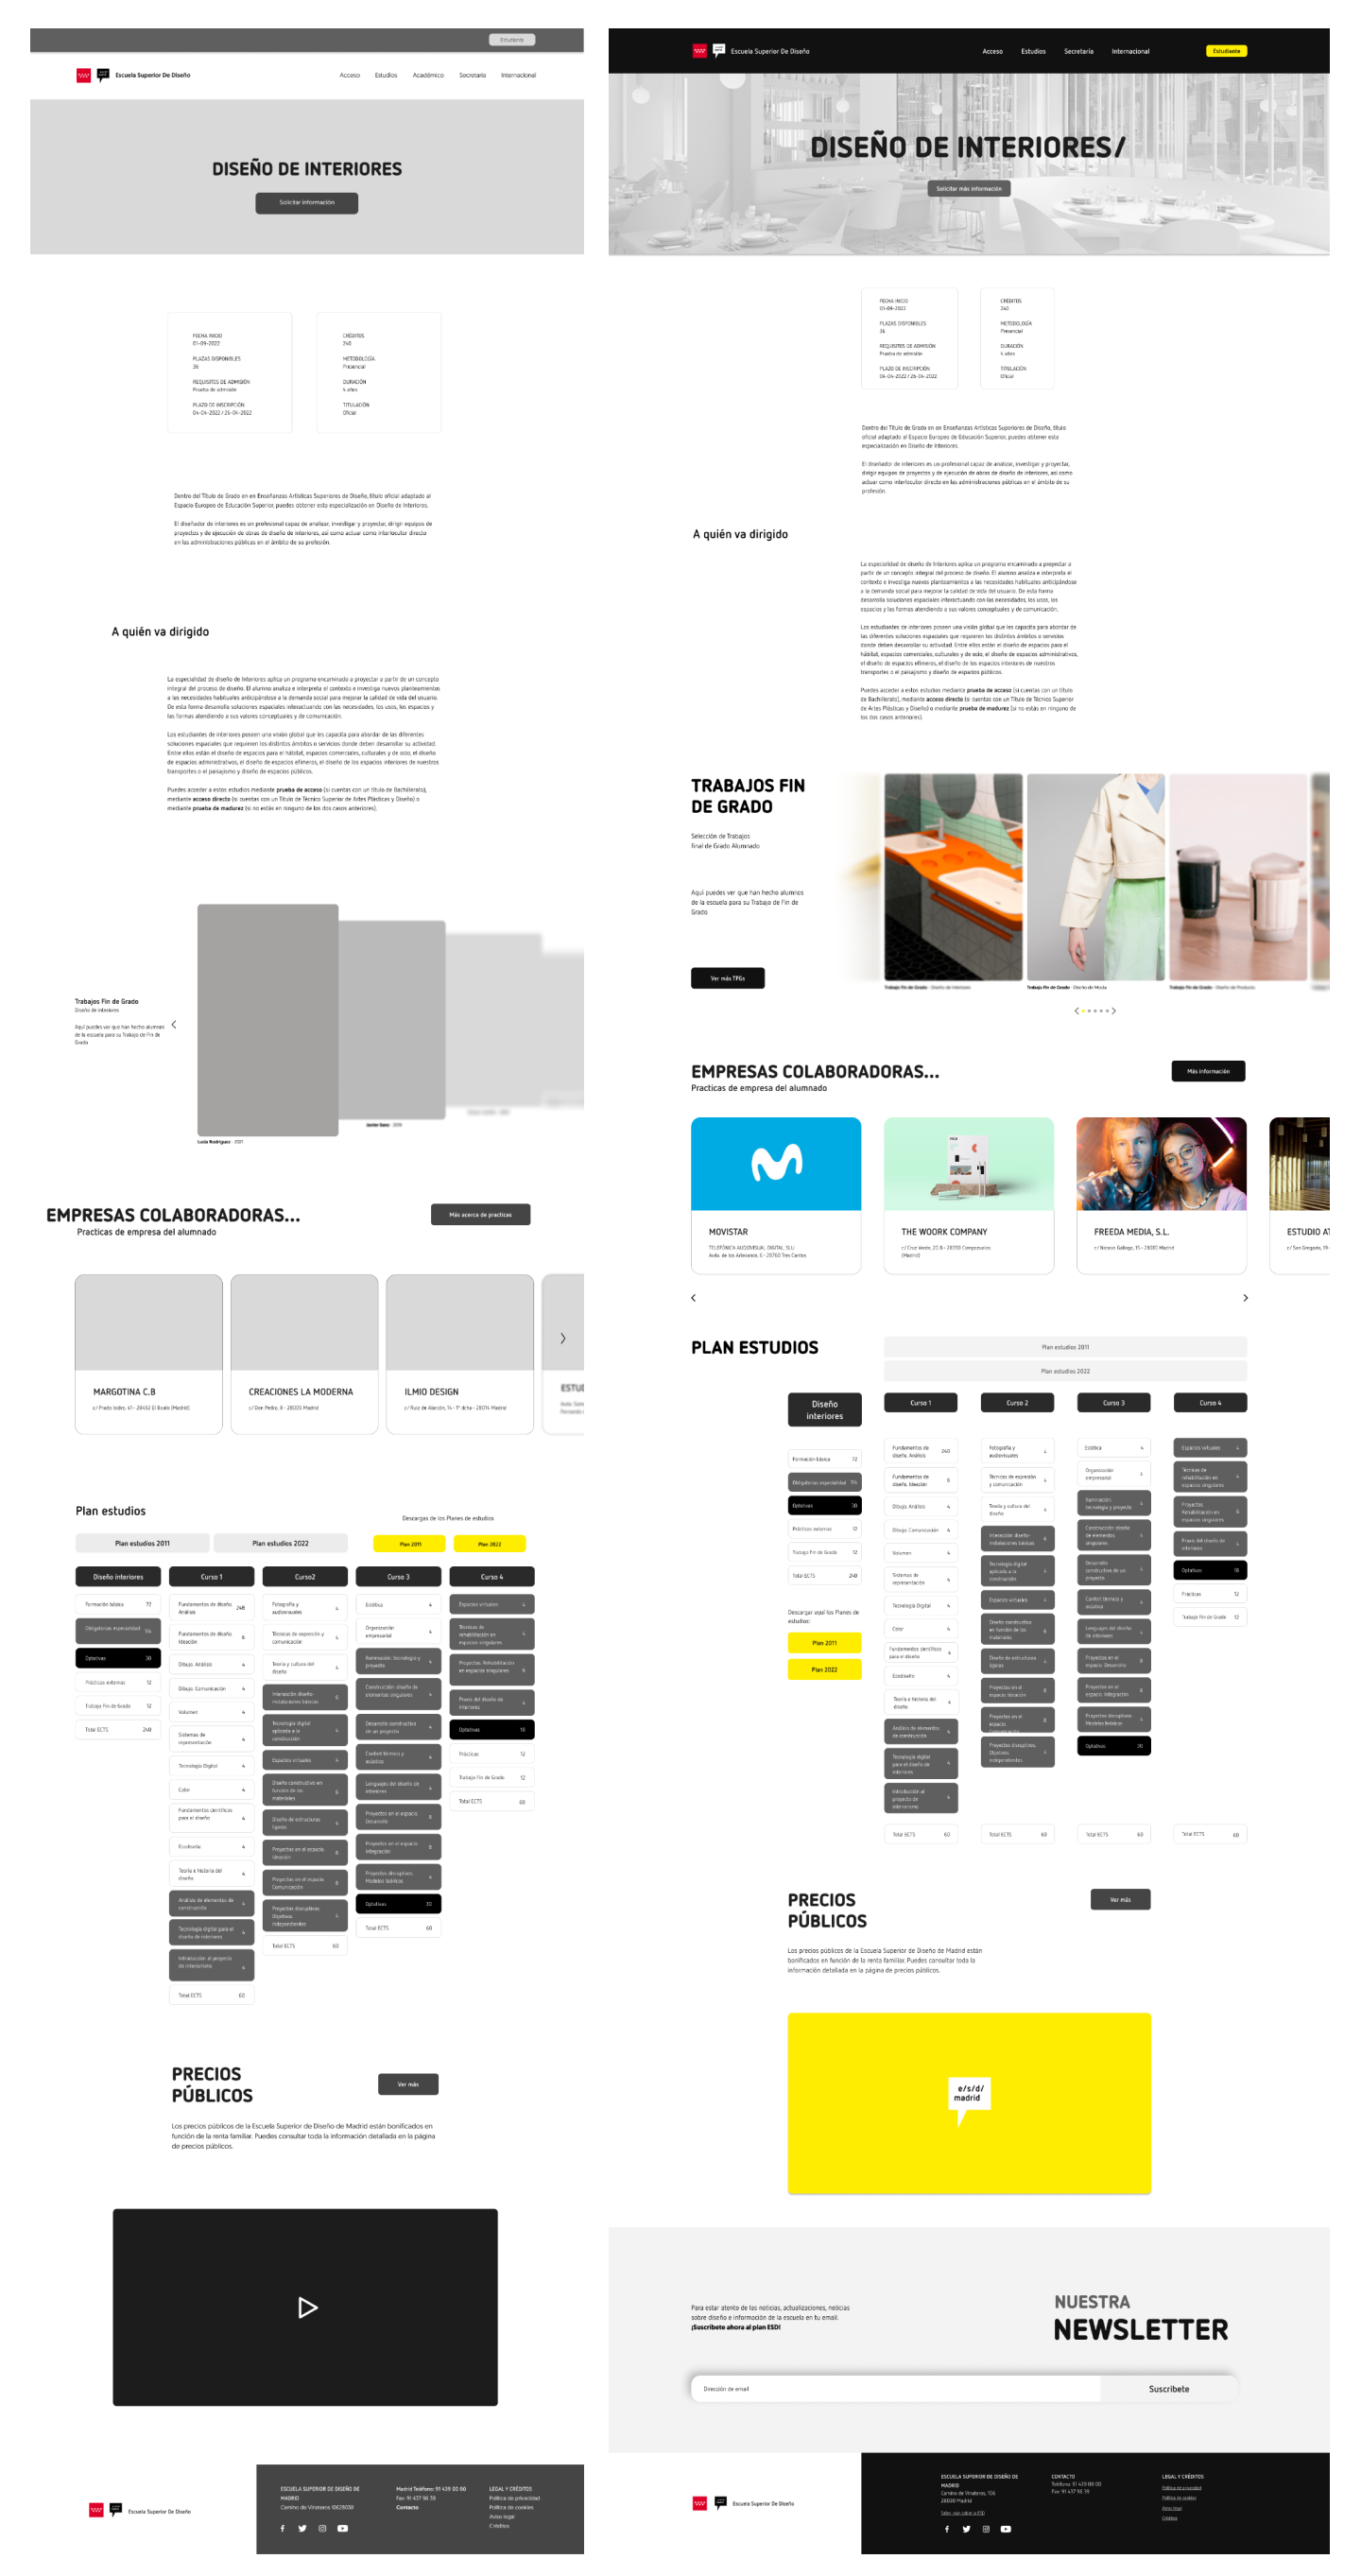 Estudiante
Escuela Superior De Diseño
Acceso Estudios Académico Secretaría Internacional
DISEÑO DE INTERIORES
Solicitar información
FECHA INICIO
01-09-2022
PLAZAS DISPONIBLES
36
REQUISITOS DE ADMISIÓN
Prueba de admisión
PLAZO DE INSCRIPCIÓN
04-04-2022 / 26-04-2022
CRÉDITOS
240
METODOLOGÍA
Presencial
DURACIÓN
4 años
TITULACIÓN
Oficial
Dentro del Título de Grado en en Enseñanzas Artísticas Superiores de Diseño, título oficial adaptado al
Espacio Europeo de Educación Superior, puedes obtener esta especialización en Diseño de Interiores.
El diseñador de interiores es un profesional capaz de analizar, investigar y proyectar, dirigir equipos de
proyectos y de ejecución de obras de diseño de interiores, así como actuar como interlocutor directo
en las administraciones públicas en el ámbito de su profesión.
A quién va dirigido
La especialidad de diseño de Interiores aplica un programa encaminado a proyectar a partir de un concepto
integral del proceso de diseño. El alumno analiza e interpreta el contexto e investiga nuevos planteamientos
a las necesidades habituales anticipándose a la demanda social para mejorar la calidad de vida del usuario.
De esta forma desarrolla soluciones espaciales interactuando con las necesidades, los usos, los espacios y
las formas atendiendo a sus valores conceptuales y de comunicación.
Los estudiantes de interiores poseen una visión global que les capacita para abordar de las diferentes
soluciones espaciales que requieren los distintos ámbitos o servicios donde deben desarrollar su actividad.
Entre ellos están el diseño de espacios para el hábitat, espacios comerciales, culturales y de ocio, el diseño
de espacios administrativos, el diseño de espacios efímeros, el diseño de los espacios interiores de nuestros
transportes o el paisajismo y diseño de espacios públicos.
Puedes acceder a estos estudios mediante prueba de acceso (si cuentas con un título de Bachillerato),
mediante acceso directo (si cuentas con un Título de Técnico Superior de Artes Plásticas y Diseño) o
mediante prueba de madurez (si no estás en ninguno de los dos casos anteriores).
Trabajos Fin de Grado
Diseño de interiores
Aquí puedes ver que han hecho alumnos
de la escuela para su Trabajo de Fin de
Grado
Lucía Rodríguez - 2021
Javier Sanz - 2019
EMPRESAS COLABORADORAS...
Practicas de empresa del alumnado
Más acerca de practicas
MARGOTINA C.B
CREACIONES LA MODERNA
c/ Don Pedro, 8 - 28005 Madrid
ILMIO DESIGN
c/ Ruiz de Alarcón, 14 - 5º dcha - 28014 Madrid
ESTUD
Plan estudios
Descargas de los Planes de estudios
Plan estudios 2011 Plan estudios 2022 Plan 2011 Plan 2022
Diseño interiores
Formación básica 72
Obligatorias especialidad 114
Optativas 30
Prácticas externas 12
Trabajo Fin de Grado 12
Total ECTS 240
Curso 1
Fundamentos de diseño. Análisis 240
Fundamentos de diseño. Ideación 6
Dibujo. Análisis 4
Dibujo. Comunicación 4
Volumen 4
Sistemas de representación 4
Tecnología Digital 4
Color 4
Fundamentos científicos para el diseño 4
Ecodiseño 4
Teoría e historia del diseño 4
Análisis de elementos de construcción 4
Tecnología digital para el diseño de interiores 4
Introducción al proyecto de interiorismo 4
Total ECTS 60
Curso2
Fotografía y audiovisuales 4
Técnicas de expresión y comunicación 4
Teoría y cultura del diseño 4
Interacción diseño-instalaciones básicas 6
Tecnología digital aplicada a la construcción 4
Espacios virtuales 4
Diseño constructivo en función de los materiales 6
Diseño de estructuras ligeras 4
Proyectos en el espacio. Ideación 8
Proyectos en el espacio. Comunicación 8
Proyectos disruptivos. Objetivos independientes 4
Total ECTS 60
Curso 3
Estética 4
Organización empresarial 4
Iluminación: tecnología y proyecto 4
Construcción: diseño de elementos singulares 4
Desarrollo constructivo de un proyecto 4
Confort térmico y acústico 4
Lenguajes del diseño de interiores 4
Proyectos en el espacio. Desarrollo 8
Proyectos en el espacio. Integración 8
Proyectos disruptivos. Modelos teóricos 4
Optativas 20
Total ECTS 60
Curso 4
Espacios virtuales 4
Técnicas de rehabilitación en espacios singulares 4
Proyectos. Rehabilitación en espacios singulares 6
Praxis del diseño de interiores 4
Optativas 18
Prácticas 12
Trabajo Fin de Grado 12
Total ECTS 60
PRECIOS
PÚBLICOS
Ver más
Los precios públicos de la Escuela Superior de Diseño de Madrid están bonificados en
función de la renta familiar. Puedes consultar toda la información detallada en la página
de precios públicos.
Escuela Superior De Diseño
ESCUELA SUPERIOR DE DISEÑO DE
MADRID
Camino de Vinateros 10628038
Madrid Teléfono: 91 439 00 00
Fax: 91 437 96 39
Contacto
LEGAL Y CRÉDITOS
Política de privacidad
Política de cookies
Aviso legal
Créditos
Escuela Superior De Diseño
Acceso Estudios Secretaría Internacional Estudiante
DISEÑO DE INTERIORES/
Solicitar más información
FECHA INICIO
01-09-2022
PLAZAS DISPONIBLES
36
REQUISITOS DE ADMISIÓN
Prueba de admisión
PLAZO DE INSCRIPCIÓN
04-04-2022 / 26-04-2022
CRÉDITOS
240
METODOLOGÍA
Presencial
DURACIÓN
4 años
TITULACIÓN
Oficial
Dentro del Título de Grado en en Enseñanzas Artísticas Superiores de Diseño, título
oficial adaptado al Espacio Europeo de Educación Superior, puedes obtener esta
especialización en Diseño de Interiores.
El diseñador de interiores es un profesional capaz de analizar, investigar y proyectar,
dirigir equipos de proyectos y de ejecución de obras de diseño de interiores, así como
actuar como interlocutor directo en las administraciones públicas en el ámbito de su
profesión.
A quién va dirigido
La especialidad de diseño de Interiores aplica un programa encaminado a proyectar a
partir de un concepto integral del proceso de diseño. El alumno analiza e interpreta el
contexto e investiga nuevos planteamientos a las necesidades habituales anticipándose
a la demanda social para mejorar la calidad de vida del usuario. De esta forma
desarrolla soluciones espaciales interactuando con las necesidades, los usos, los
espacios y las formas atendiendo a sus valores conceptuales y de comunicación.
Los estudiantes de interiores poseen una visión global que les capacita para abordar de
las diferentes soluciones espaciales que requieren los distintos ámbitos o servicios
donde deben desarrollar su actividad. Entre ellos están el diseño de espacios para el
hábitat, espacios comerciales, culturales y de ocio, el diseño de espacios administrativos,
el diseño de espacios efímeros, el diseño de los espacios interiores de nuestros
transportes o el paisajismo y diseño de espacios públicos.
Puedes acceder a estos estudios mediante prueba de acceso (si cuentas con un título
de Bachillerato), mediante acceso directo (si cuentas con un Título de Técnico Superior
de Artes Plásticas y Diseño) o mediante prueba de madurez (si no estás en ninguno de
los dos casos anteriores).
TRABAJOS FIN
DE GRADO
Selección de Trabajos
final de Grado Alumnado
Aquí puedes ver que han hecho alumnos
de la escuela para su Trabajo de Fin de
Grado
Ver más TFGs
Trabajo Fin de Grado - Diseño de Interiores
Trabajo Fin de Grado - Diseño de Moda
Trabajo Fin de Grado - Diseño de Producto
EMPRESAS COLABORADORAS...
Practicas de empresa del alumnado
Más información
MOVISTAR
TELEFÓNICA AUDIOVISUAL DIGITAL, SLU
Avda. de los Artesanos, 6 - 28760 Tres Cantos
THE WOORK COMPANY
c/ Cruz Verde, 20 B - 28350 Ciempozuelos
(Madrid)
FREEDA MEDIA, S.L.
c/ Nicasio Gallego, 15 - 28010 Madrid
ESTUDIO AT
c/ San Gregorio, 19 -
PLAN ESTUDIOS
Plan estudios 2011
Plan estudios 2022
Diseño
interiores
Formación básica 72
Obligatorias especialidad 114
Optativas 30
Prácticas externas 12
Trabajo Fin de Grado 12
Total ECTS 240
Descargar aquí los Planes de
estudios:
Plan 2011
Plan 2022
Curso 1
Fundamentos de diseño. Análisis 240
Fundamentos de diseño. Ideación 6
Dibujo. Análisis 4
Dibujo. Comunicación 4
Volumen 4
Sistemas de representación 4
Tecnología Digital 4
Color 4
Fundamentos científicos para el diseño 4
Ecodiseño 4
Teoría e historia del diseño 4
Análisis de elementos de construcción 4
Tecnología digital para el diseño de interiores 4
Introducción al proyecto de interiorismo 4
Total ECTS 60
Curso 2
Fotografía y audiovisuales 4
Técnicas de expresión y comunicación 4
Teoría y cultura del diseño 4
Interacción diseño-instalaciones básicas 6
Tecnología digital aplicada a la construcción 4
Espacios virtuales 4
Diseño constructivo en función de los materiales 6
Diseño de estructuras ligeras 4
Proyectos en el espacio. Ideación 8
Proyectos en el espacio. Comunicación 8
Proyectos disruptivos. Objetivos independientes 4
Total ECTS 60
Curso 3
Estética 4
Organización empresarial 4
Iluminación: tecnología y proyecto 4
Construcción: diseño de elementos singulares 4
Desarrollo constructivo de un proyecto 4
Confort térmico y acústico 4
Lenguajes del diseño de interiores 4
Proyectos en el espacio. Desarrollo 8
Proyectos en el espacio. Integración 8
Proyectos disruptivos. Modelos teóricos 4
Optativas 20
Total ECTS 60
Curso 4
Espacios virtuales 4
Técnicas de rehabilitación en espacios singulares 4
Proyectos. Rehabilitación en espacios singulares 6
Praxis del diseño de interiores 4
Optativas 18
Prácticas 12
Trabajo Fin de Grado 12
Total ECTS 60
PRECIOS
PÚBLICOS
Ver más
Los precios públicos de la Escuela Superior de Diseño de Madrid están
bonificados en función de la renta familiar. Puedes consultar toda la
información detallada en la página de precios públicos.
e/s/d/
madrid
Para estar atento de las noticias, actualizaciones, noticias
sobre diseño e información de la escuela en tu email.
¡Suscríbete ahora al plan ESD!
NUESTRA
NEWSLETTER
Dirección de email
Suscríbete
Escuela Superior De Diseño
ESCUELA SUPERIOR DE DISEÑO DE
MADRID
Camino de Vinateros, 106
28030 Madrid
Saber más sobre la ESD
CONTACTO
Teléfono: 91 439 00 00
Fax: 91 437 96 39
LEGAL Y CRÉDITOS
Política de privacidad
Política de cookies
Aviso legal
Créditos